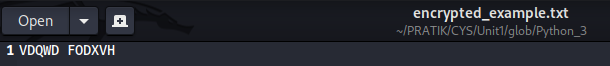 Open encrypted_example.txt
~/PRATIK/CYS/Unit1/glob/Python_3
1 VDQWD FODXVH